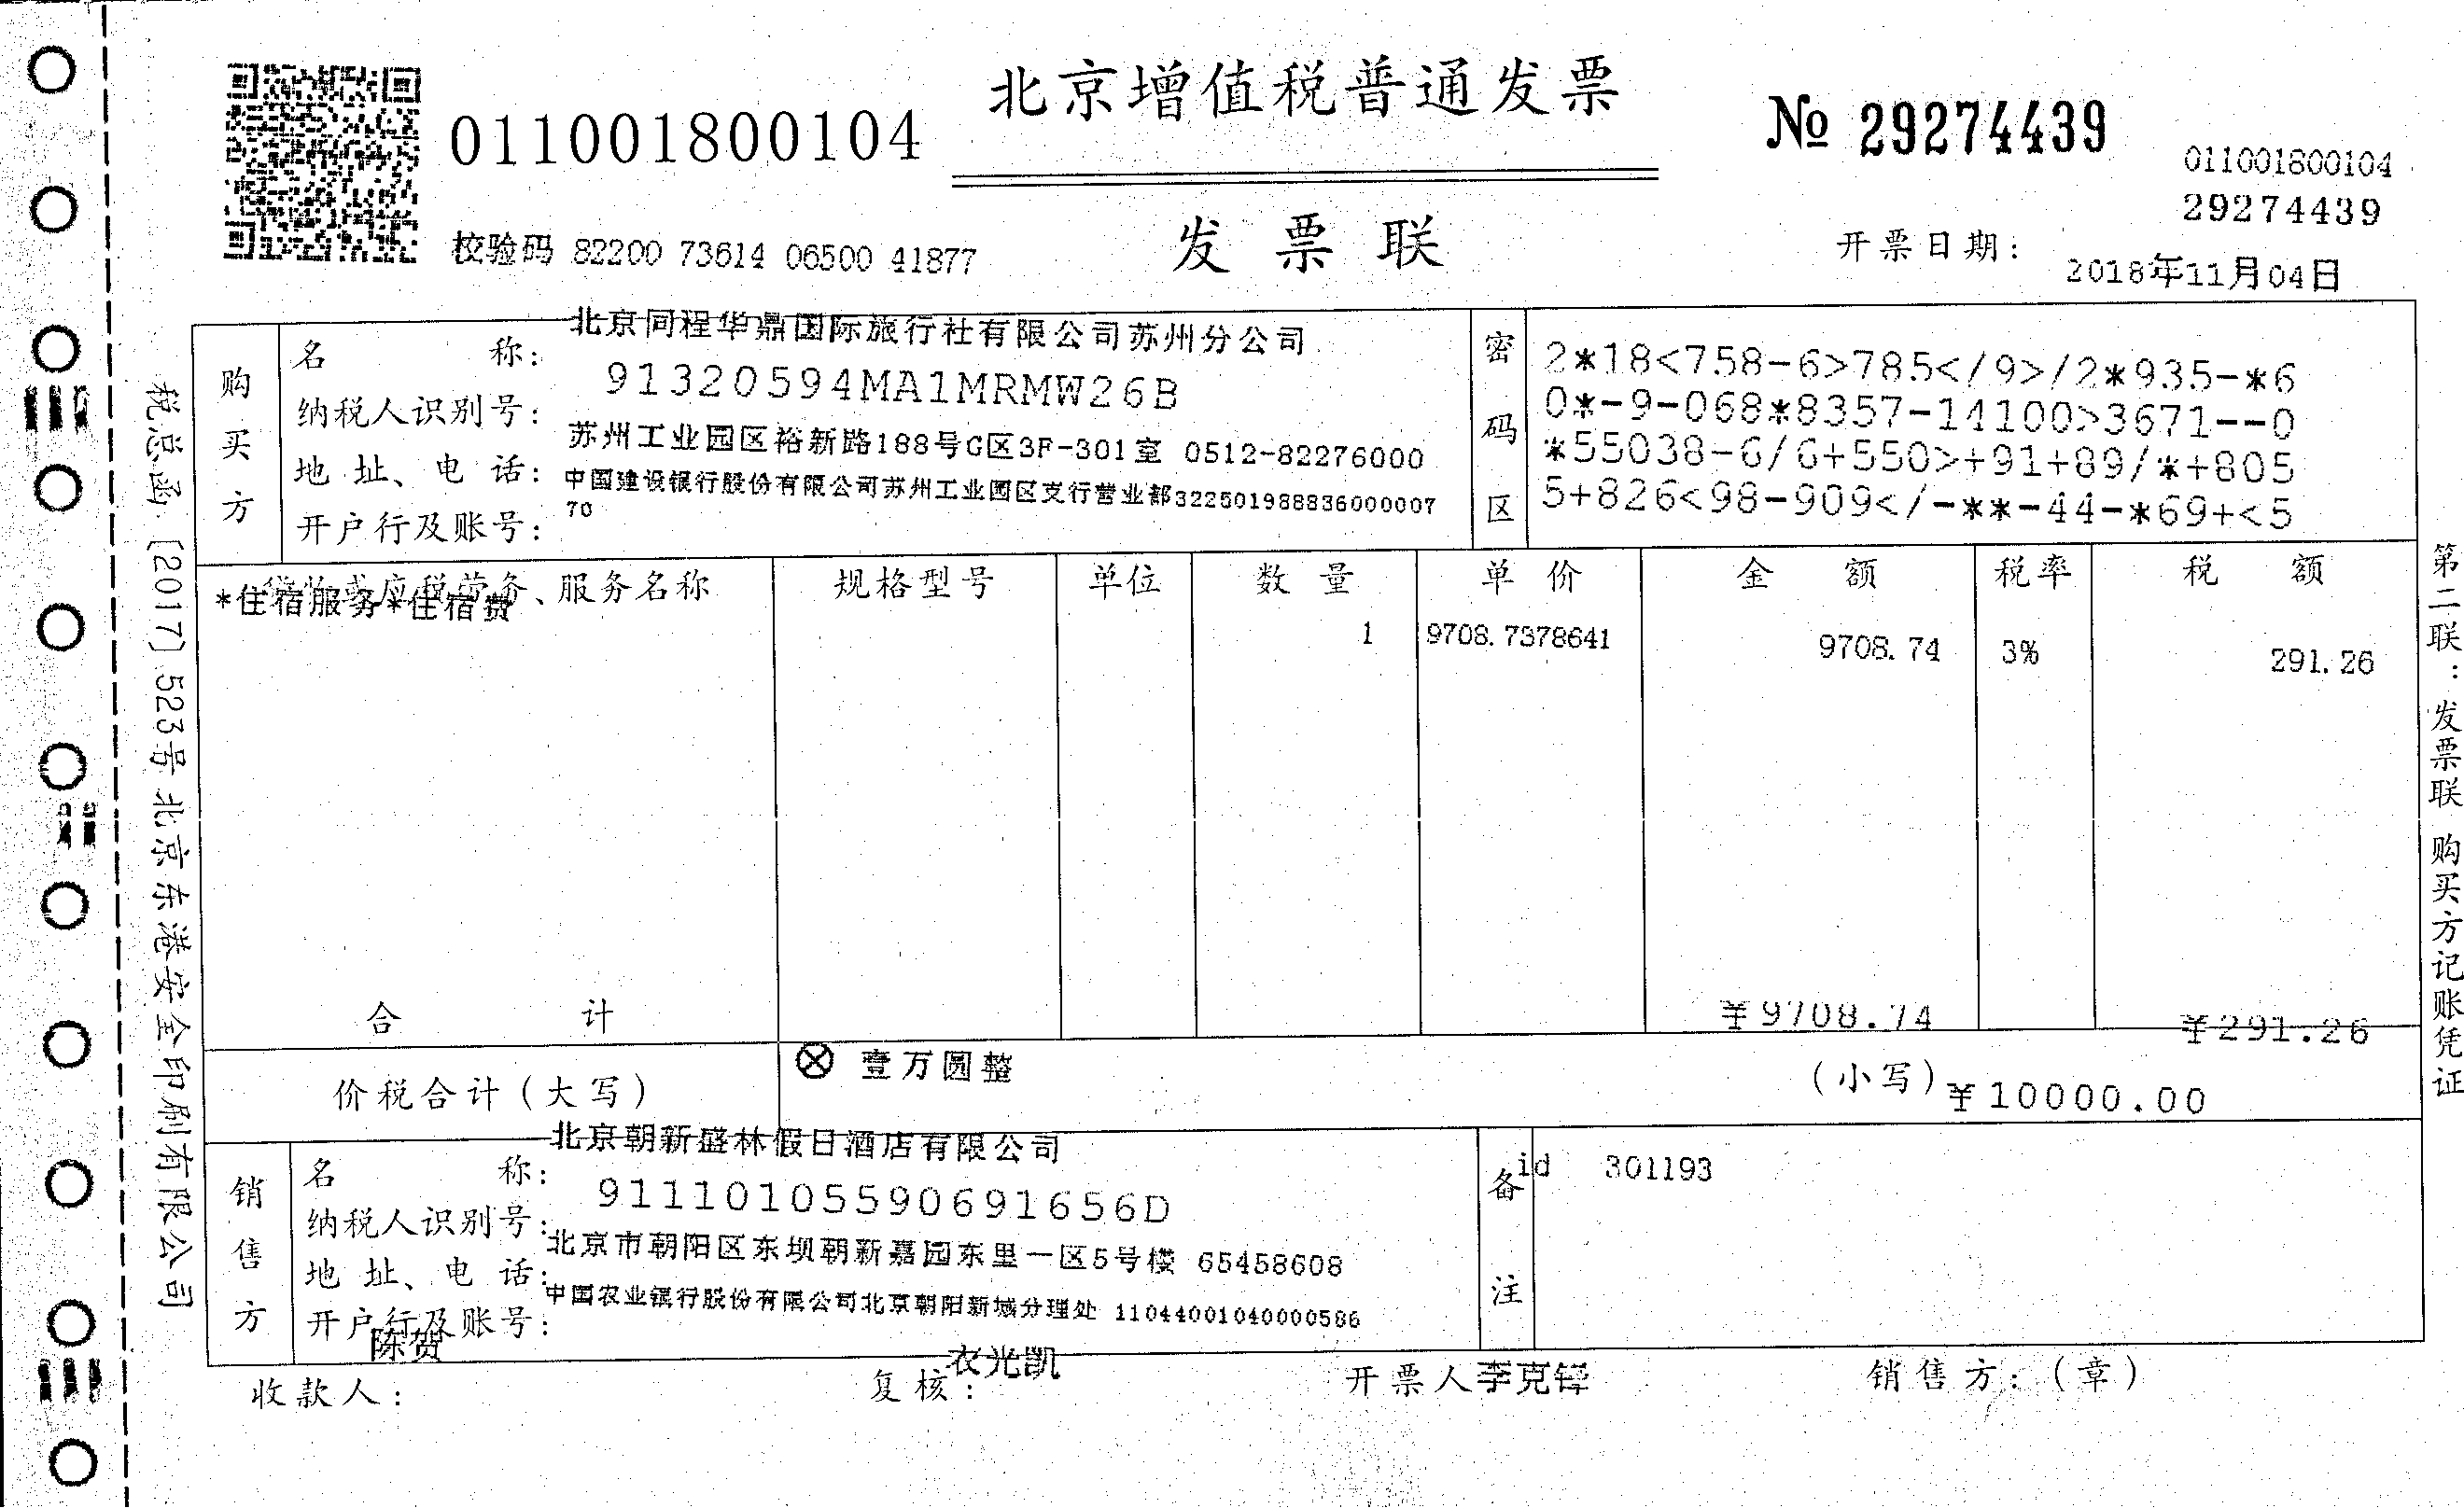 北京增值税普通发票
011001800104
№ 29274439
011001800104
29274439
发票联
校验码 82200 73614 06500 41877
开票日期: 2018年11月04日
购买方
名称: 北京同程华鼎国际旅行社有限公司苏州分公司
纳税人识别号: 91320594MA1MRMW26B
地址、电话: 苏州工业园区裕新路188号G区3F-301室 0512-82276000
开户行及账号: 中国建设银行股份有限公司苏州工业园区支行营业部322501988836000007
70
密码区
2*18<758-6>785</9>/2*935-*6
0*-9-068*8357-14100>3671--0
*55038-6/6+550>+91+89/*+805
5+826<98-909</-**-44-*69+<5
货物或应税劳务、服务名称 规格型号 单位 数量 单价 金额 税率 税额
*住宿服务*住宿费 1 9708.7378641 9708.74 3% 291.26
合计 ¥9708.74 ¥291.26
价税合计(大写) ⊗ 壹万圆整 (小写) ¥10000.00
销售方
名称: 北京朝新盛林假日酒店有限公司
纳税人识别号: 91110105590691656D
地址、电话: 北京市朝阳区东坝朝新嘉园东里一区5号楼 65458608
开户行及账号: 中国农业银行股份有限公司北京朝阳新域分理处 11044001040000586
备注
id 301193
收款人: 陈贺 复核: 衣光凯 开票人 李克铎 销售方:(章)
税总函〔2017〕523号北京东港安全印刷有限公司
第二联:发票联 购买方记账凭证